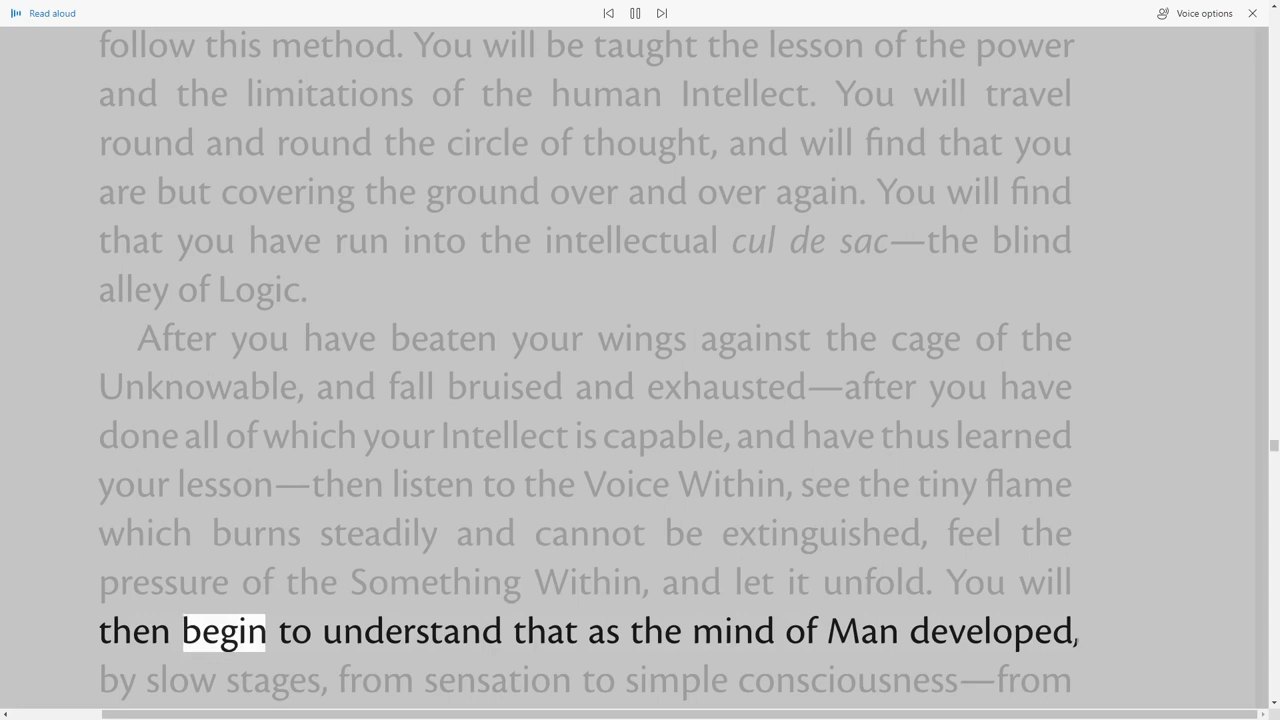 Read aloud
Voice options
follow this method. You will be taught the lesson of the power
and the limitations of the human Intellect. You will travel
round and round the circle of thought, and will find that you
are but covering the ground over and over again. You will find
that you have run into the intellectual cul de sac—the blind
alley of Logic.
After you have beaten your wings against the cage of the
Unknowable, and fall bruised and exhausted—after you have
done all of which your Intellect is capable, and have thus learned
your lesson—then listen to the Voice Within, see the tiny flame
which burns steadily and cannot be extinguished, feel the
pressure of the Something Within, and let it unfold. You will
then begin to understand that as the mind of Man developed,
by slow stages, from sensation to simple consciousness—from